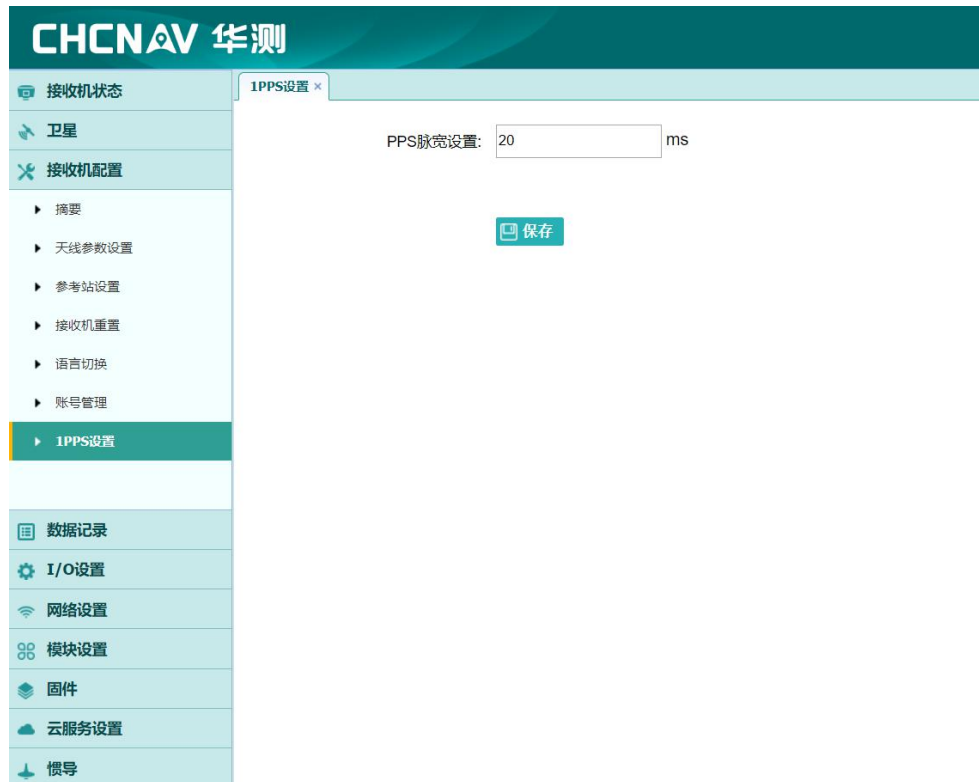 CHCNAV 华测
接收机状态
卫星
接收机配置
摘要
天线参数设置
参考站设置
接收机重置
语言切换
账号管理
1PPS设置
数据记录
I/O设置
网络设置
模块设置
固件
云服务设置
惯导
1PPS设置 ×
PPS脉宽设置: 20 ms
保存